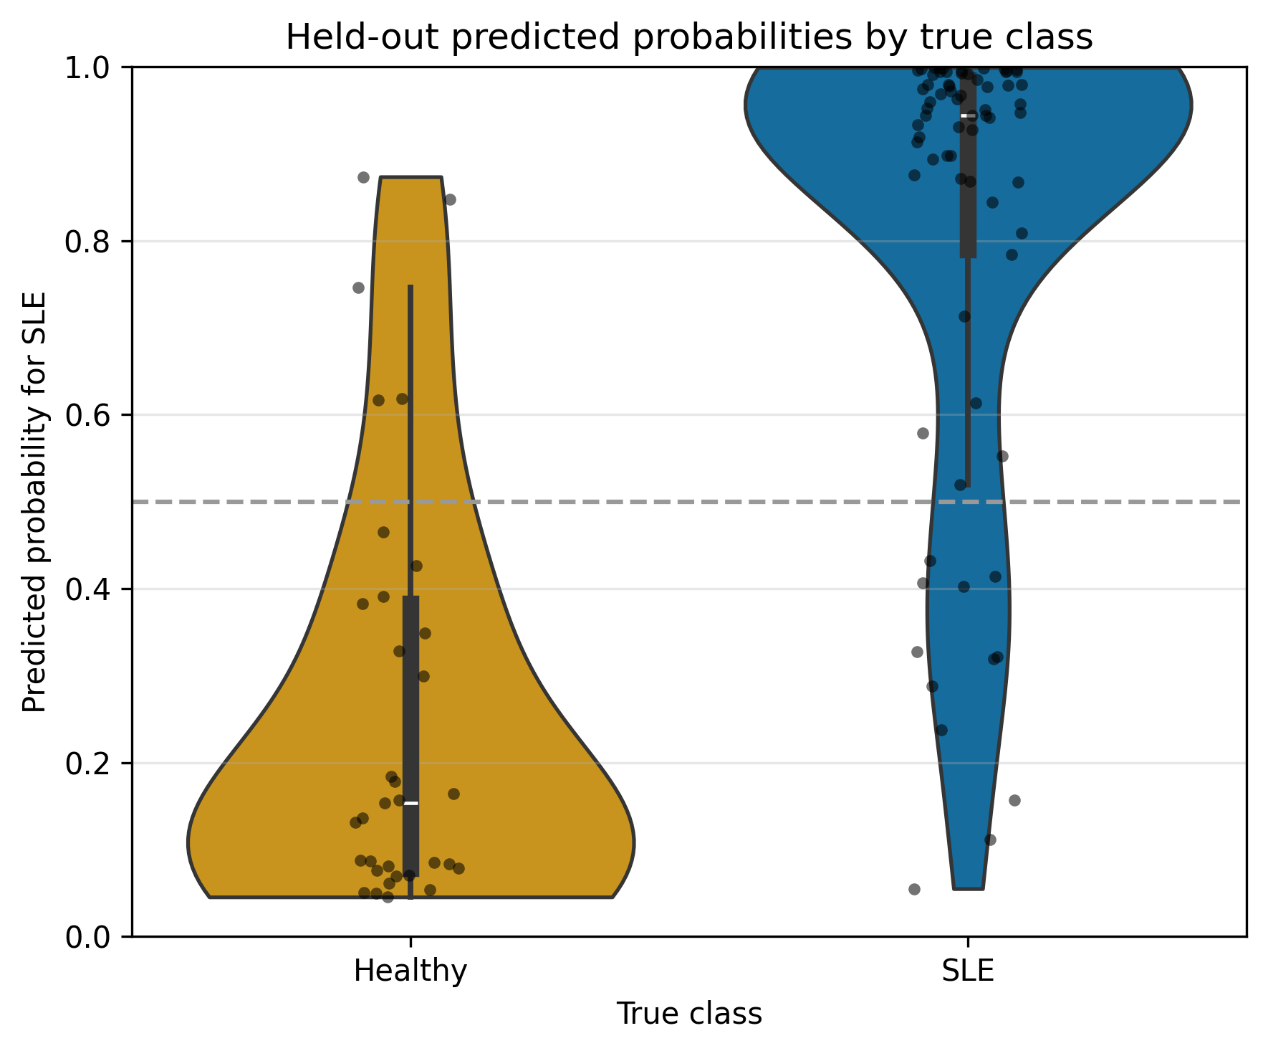 Held-out predicted probabilities by true class
Predicted probability for SLE
1.0
0.8
0.6
0.4
0.2
0.0
Healthy
SLE
True class